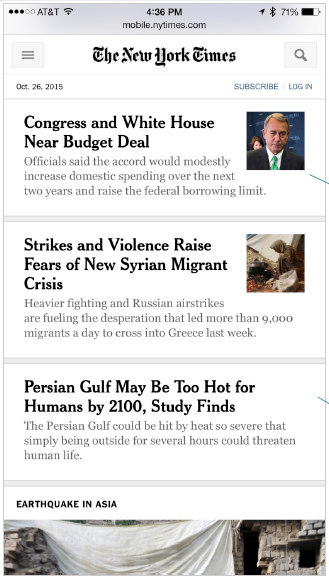 AT&T 4:36 PM 71%
mobile.nytimes.com
The New York Times
Oct. 26, 2015 SUBSCRIBE | LOG IN
Congress and White House
Near Budget Deal
Officials said the accord would modestly
increase domestic spending over the next
two years and raise the federal borrowing limit.
Strikes and Violence Raise
Fears of New Syrian Migrant
Crisis
Heavier fighting and Russian airstrikes
are fueling the desperation that led more than 9,000
migrants a day to cross into Greece last week.
Persian Gulf May Be Too Hot for
Humans by 2100, Study Finds
The Persian Gulf could be hit by heat so severe that
simply being outside for several hours could threaten
human life.
EARTHQUAKE IN ASIA